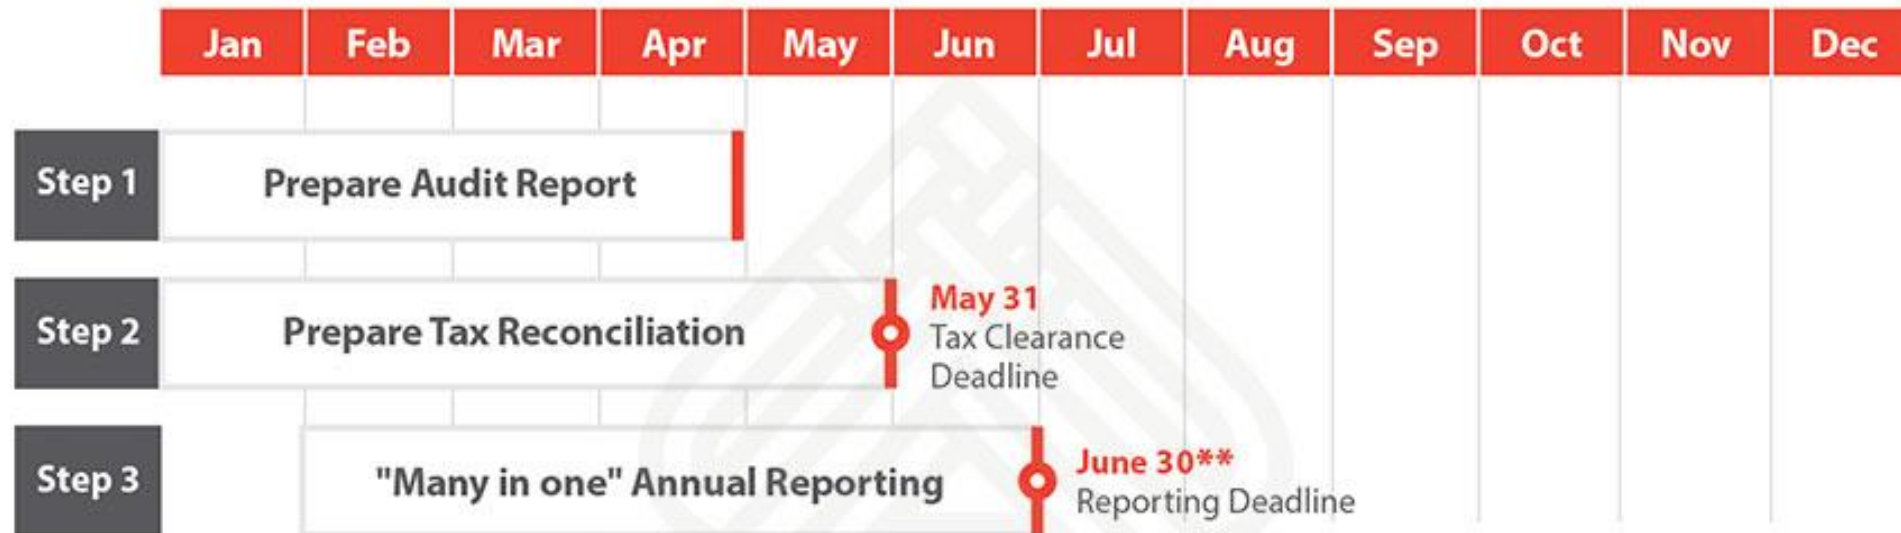 Jan Feb Mar Apr May Jun Jul Aug Sep Oct Nov Dec
Step 1
Prepare Audit Report
Step 2
Prepare Tax Reconciliation
May 31
Tax Clearance
Deadline
Step 3
"Many in one" Annual Reporting
June 30**
Reporting Deadline